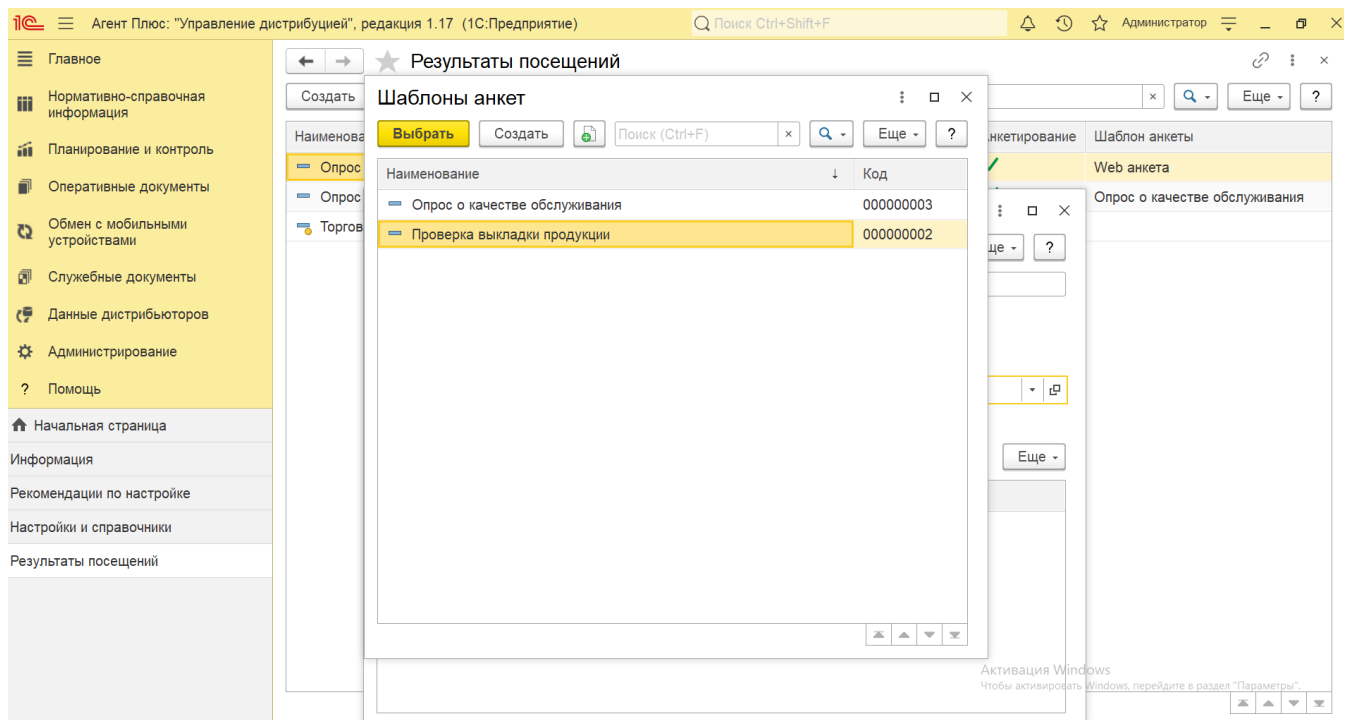 Агент Плюс: "Управление дистрибуцией", редакция 1.17 (1С:Предприятие)
Поиск Ctrl+Shift+F
Администратор
Главное
Нормативно-справочная
информация
Планирование и контроль
Оперативные документы
Обмен с мобильными
устройствами
Служебные документы
Данные дистрибьюторов
Администрирование
? Помощь
Начальная страница
Информация
Рекомендации по настройке
Настройки и справочники
Результаты посещений
Результаты посещений
Создать
Еще
?
Наименова
нкетирование
Шаблон анкеты
Опрос
Web анкета
Опрос
Опрос о качестве обслуживания
Торгов
Шаблоны анкет
Выбрать
Создать
Поиск (Ctrl+F)
Еще
?
Наименование
Код
Опрос о качестве обслуживания
000000003
Проверка выкладки продукции
000000002
ще
?
Еще
Активация Windows
Чтобы активировать Windows, перейдите в раздел "Параметры".